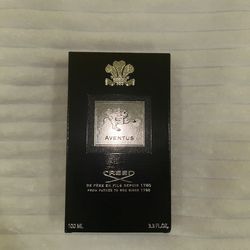 AVENTUS
CREED
DE PÈRE EN FILS DEPUIS 1760
FROM FATHER TO SON SINCE 1760
100 ML 3.3 FL.OZ.